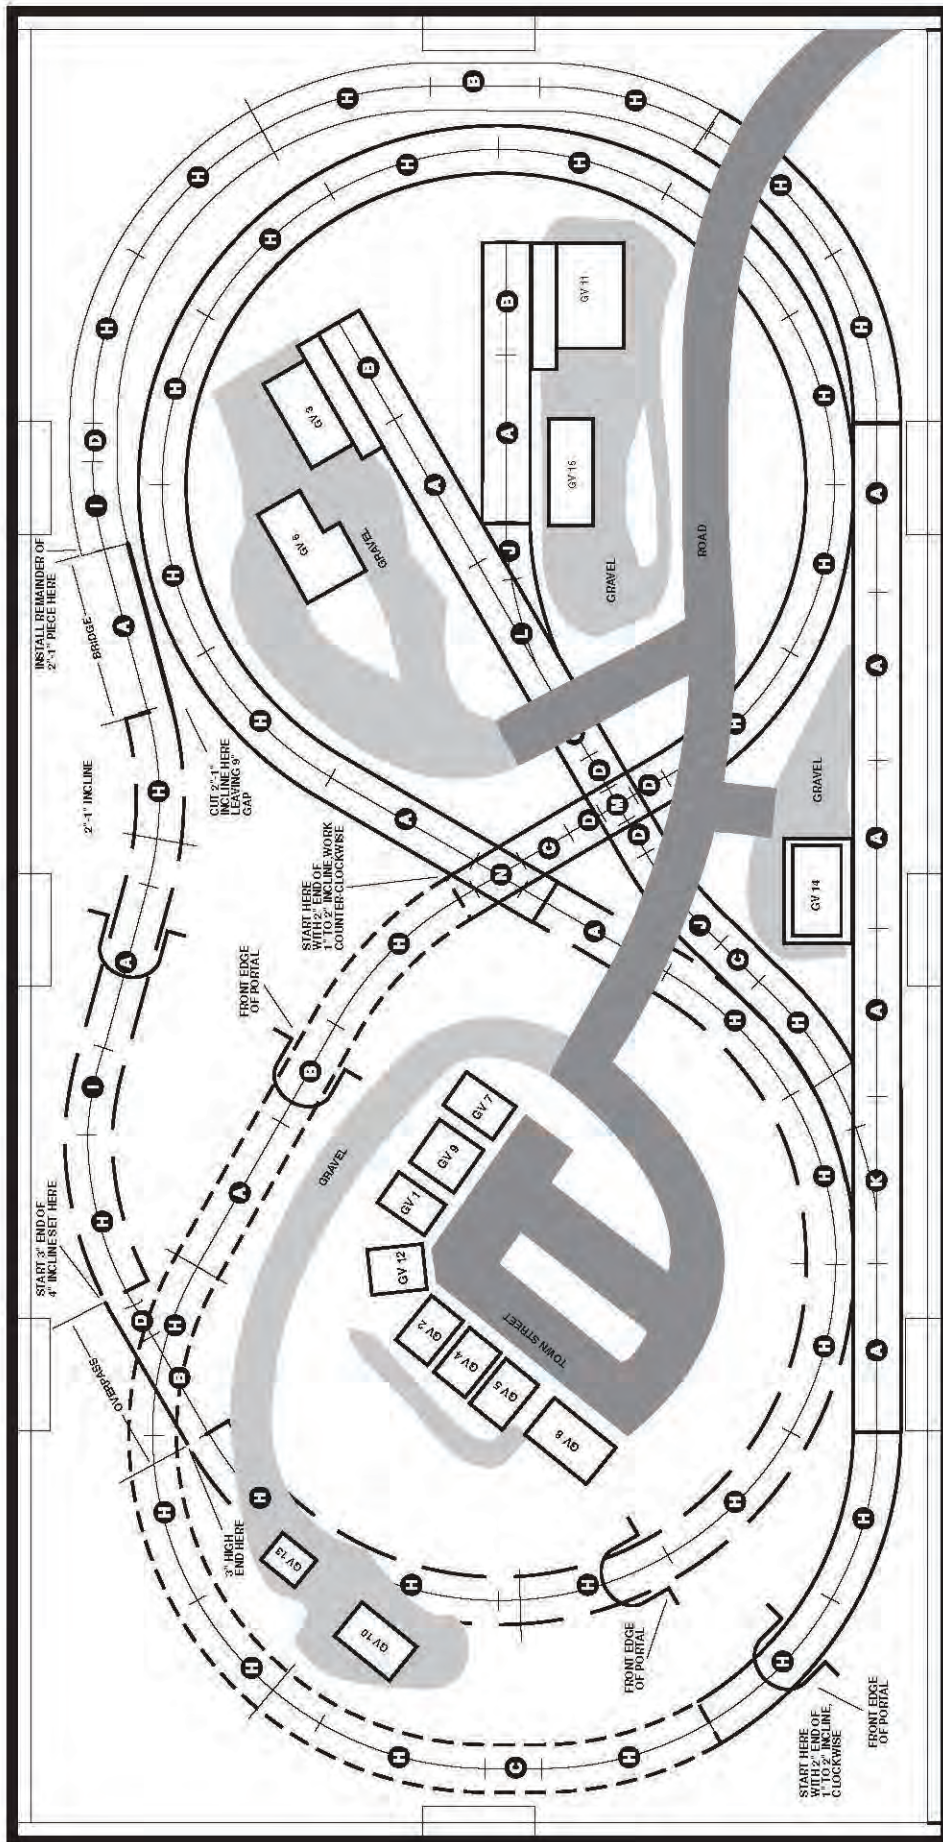 B
H
H
H
H
H
H
H
GV 11
B
H
H
B
H
H
GV 3
A
D
GV 15
A
A
I
GV 6
GRAVEL
J
ROAD
H
H
GRAVEL
INSTALL REMAINDER OF
2"-1" PIECE HERE
A
BRIDGE
L
A
H
H
D
2"-1" INCLINE
CUT 2"-1"
INCLINE HERE
LEAVING 9"
GAP
GRAVEL
D
H
M
A
D
D
A
C
N
GV 14
START HERE
WITH 2" END OF
1" TO 2" INCLINE, WORK
COUNTER-CLOCKWISE
J
A
H
C
A
FRONT EDGE
OF PORTAL
A
H
H
B
I
GV 7
GV 9
GRAVEL
H
K
A
GV 1
H
START 3" END OF
4" INCLINE SET HERE
GV 12
D
H
GV 2
TOWN STREET
H
A
GV 4
B
GV 5
OVERPASS
GV 8
H
H
H
H
3" HIGH
END HERE
GV 13
H
H
GV 10
FRONT EDGE
OF PORTAL
H
H
FRONT EDGE
OF PORTAL
START HERE
WITH 2" END OF
1" TO 2" INCLINE,
CLOCKWISE
H
H
C